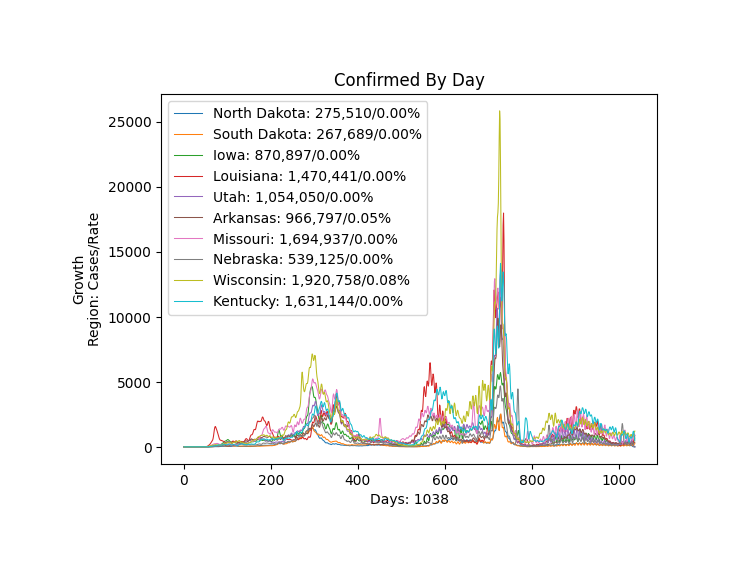 Confirmed By Day
North Dakota: 275,510/0.00%
South Dakota: 267,689/0.00%
Iowa: 870,897/0.00%
Louisiana: 1,470,441/0.00%
Utah: 1,054,050/0.00%
Arkansas: 966,797/0.05%
Missouri: 1,694,937/0.00%
Nebraska: 539,125/0.00%
Wisconsin: 1,920,758/0.08%
Kentucky: 1,631,144/0.00%
25000
20000
15000
10000
5000
0
Growth
Region: Cases/Rate
0 200 400 600 800 1000
Days: 1038